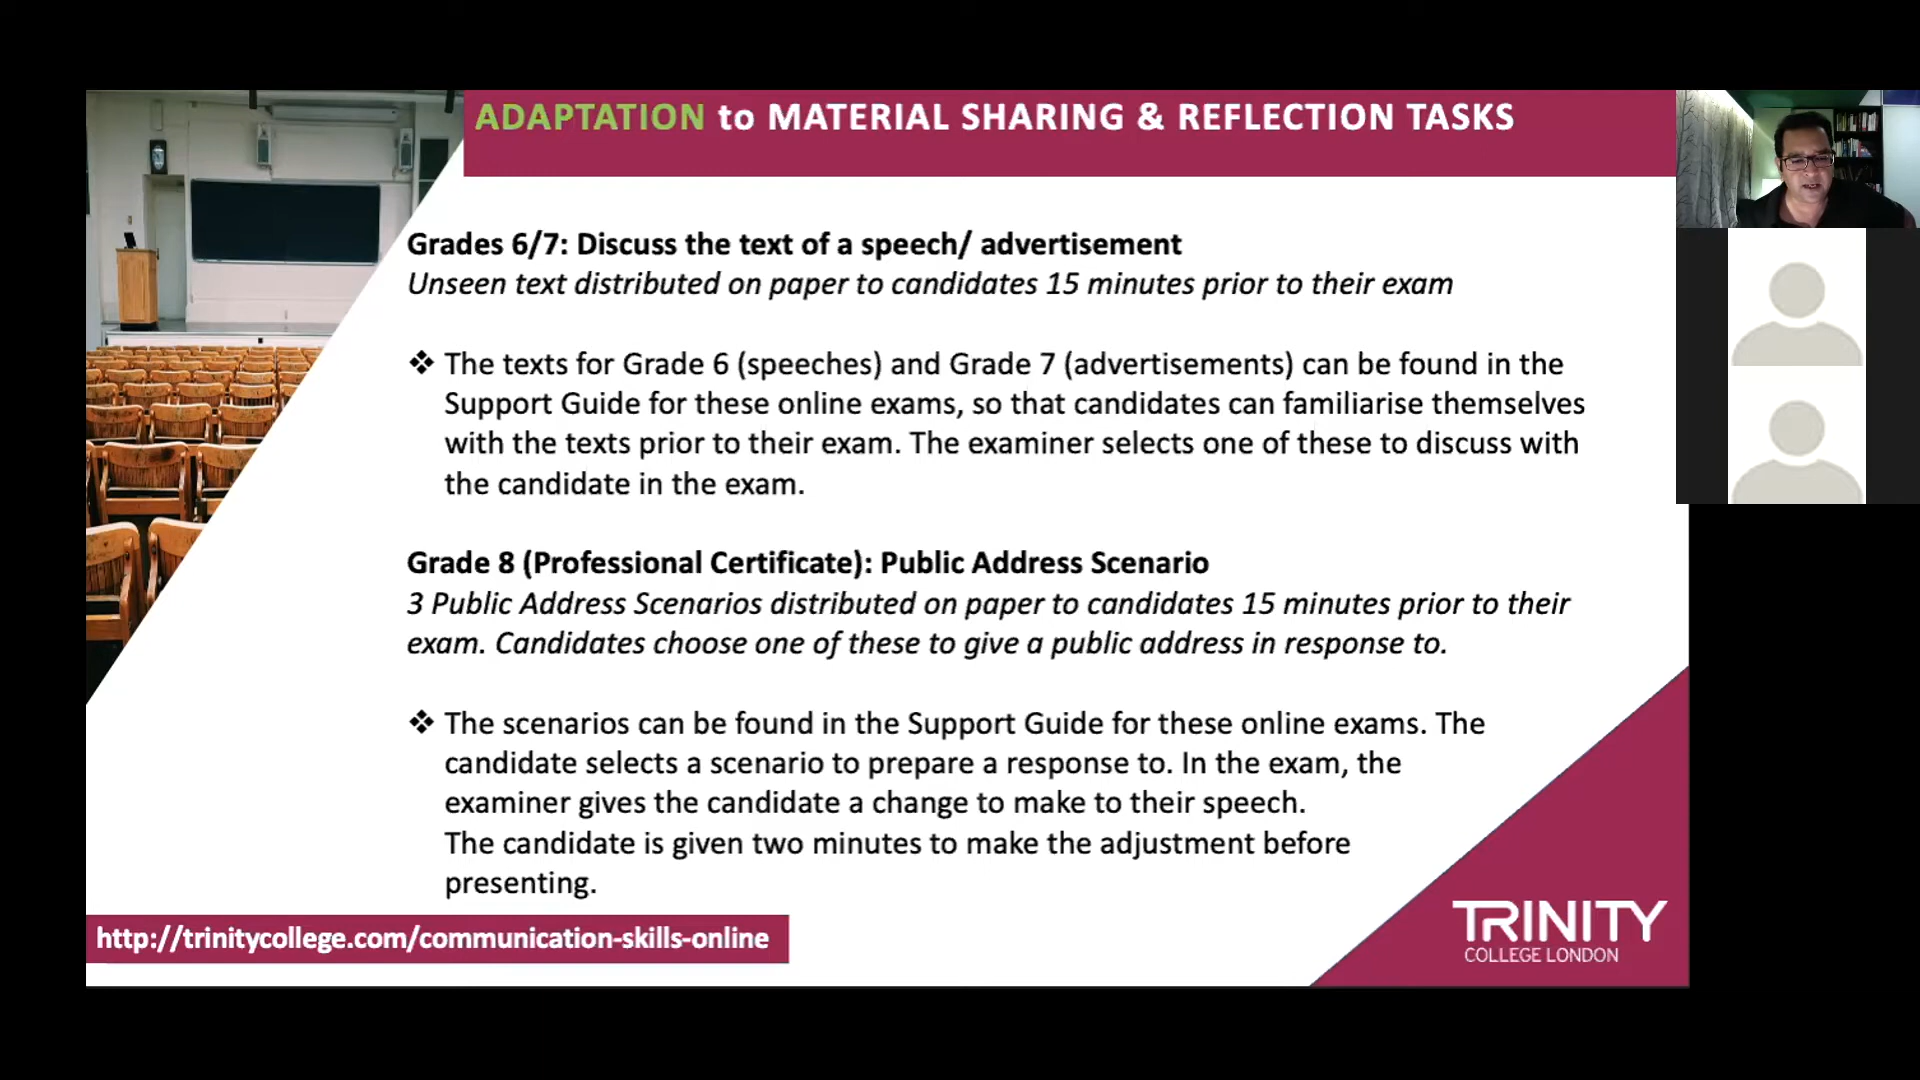 ADAPTATION to MATERIAL SHARING & REFLECTION TASKS
Grades 6/7: Discuss the text of a speech/ advertisement
Unseen text distributed on paper to candidates 15 minutes prior to their exam
❖ The texts for Grade 6 (speeches) and Grade 7 (advertisements) can be found in the
Support Guide for these online exams, so that candidates can familiarise themselves
with the texts prior to their exam. The examiner selects one of these to discuss with
the candidate in the exam.
Grade 8 (Professional Certificate): Public Address Scenario
3 Public Address Scenarios distributed on paper to candidates 15 minutes prior to their
exam. Candidates choose one of these to give a public address in response to.
❖ The scenarios can be found in the Support Guide for these online exams. The
candidate selects a scenario to prepare a response to. In the exam, the
examiner gives the candidate a change to make to their speech.
The candidate is given two minutes to make the adjustment before
presenting.
http://trinitycollege.com/communication-skills-online
TRINITY
COLLEGE LONDON